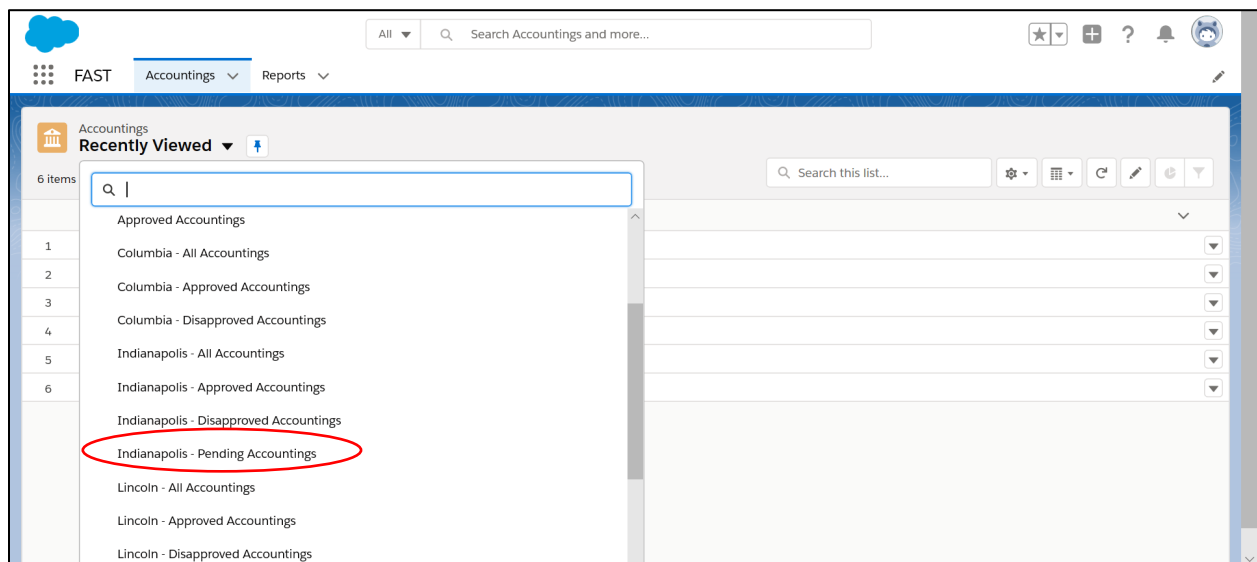 All Search Accountings and more...
FAST Accountings Reports
Accountings
Recently Viewed
6 items
Search this list...
Approved Accountings
1
Columbia - All Accountings
2
Columbia - Approved Accountings
3
Columbia - Disapproved Accountings
4
Indianapolis - All Accountings
5
Indianapolis - Approved Accountings
6
Indianapolis - Disapproved Accountings
Indianapolis - Pending Accountings
Lincoln - All Accountings
Lincoln - Approved Accountings
Lincoln - Disapproved Accountings